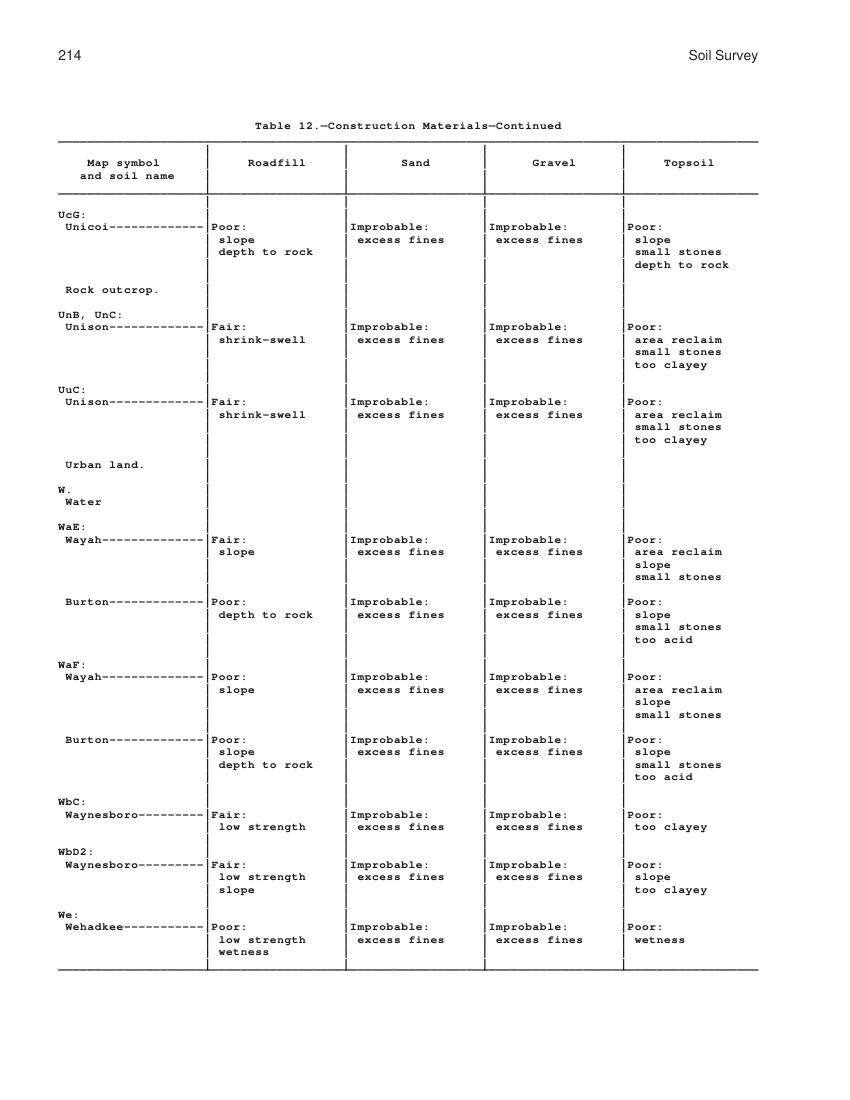 214 Soil Survey
Table 12.—Construction Materials—Continued
Map symbol Roadfill Sand Gravel Topsoil
and soil name
UcG:
Unicoi-------------Poor: Improbable: Improbable: Poor:
slope excess fines excess fines slope
depth to rock small stones
depth to rock
Rock outcrop.
UnB, UnC:
Unison-------------Fair: Improbable: Improbable: Poor:
shrink-swell excess fines excess fines area reclaim
small stones
too clayey
UuC:
Unison-------------Fair: Improbable: Improbable: Poor:
shrink-swell excess fines excess fines area reclaim
small stones
too clayey
Urban land.
W.
Water
WaE:
Wayah--------------Fair: Improbable: Improbable: Poor:
slope excess fines excess fines area reclaim
slope
small stones
Burton-------------Poor: Improbable: Improbable: Poor:
depth to rock excess fines excess fines slope
small stones
too acid
WaF:
Wayah--------------Poor: Improbable: Improbable: Poor:
slope excess fines excess fines area reclaim
slope
small stones
Burton-------------Poor: Improbable: Improbable: Poor:
slope excess fines excess fines slope
depth to rock small stones
too acid
WbC:
Waynesboro---------Fair: Improbable: Improbable: Poor:
low strength excess fines excess fines too clayey
WbD2:
Waynesboro---------Fair: Improbable: Improbable: Poor:
low strength excess fines excess fines slope
slope too clayey
We:
Wehadkee-----------Poor: Improbable: Improbable: Poor:
low strength excess fines excess fines wetness
wetness